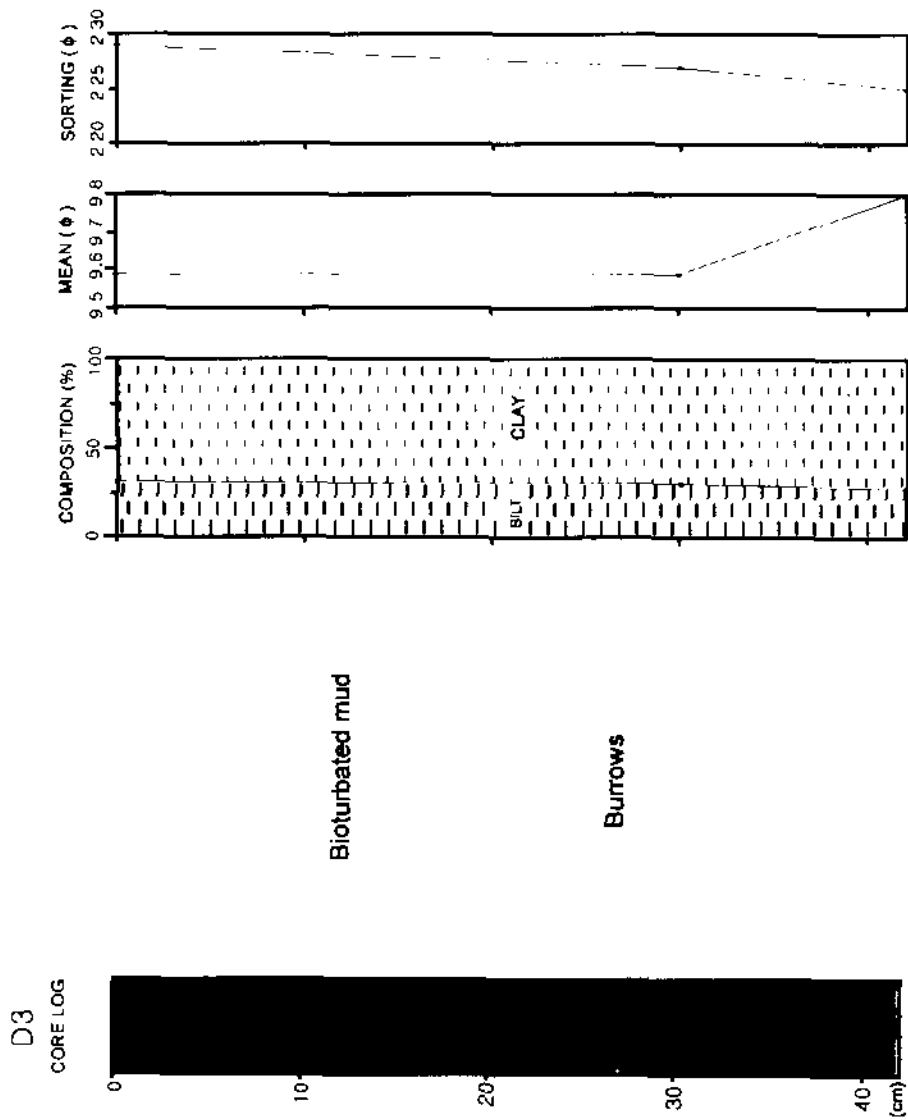 D3
CORE LOG
COMPOSITION (%)
MEAN (ϕ)
SORTING (ϕ)
0 50 100
9 5 9.6 9 7 9 8
2 20 2 25 2 30
0
10
Bioturbated mud
20
SILT CLAY
Burrows
30
40
(cm)